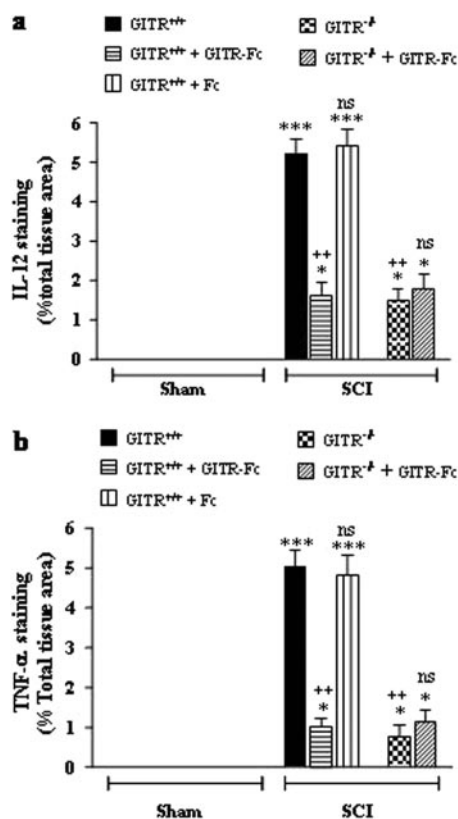 a
GITR+/+ GITR-/-
GITR+/+ + GITR-Fc GITR-/- + GITR-Fc
GITR+/+ + Fc
ns
*** ***
++ ++ ns
* * *
IL-12 staining
(%total tissue area)
6
5
4
3
2
1
0
Sham SCI
b
GITR+/+ GITR-/-
GITR+/+ + GITR-Fc GITR-/- + GITR-Fc
GITR+/+ + Fc
ns
*** ***
++ ++ ns
* * *
TNF-α staining
(% Total tissue area)
6
5
4
3
2
1
0
Sham SCI